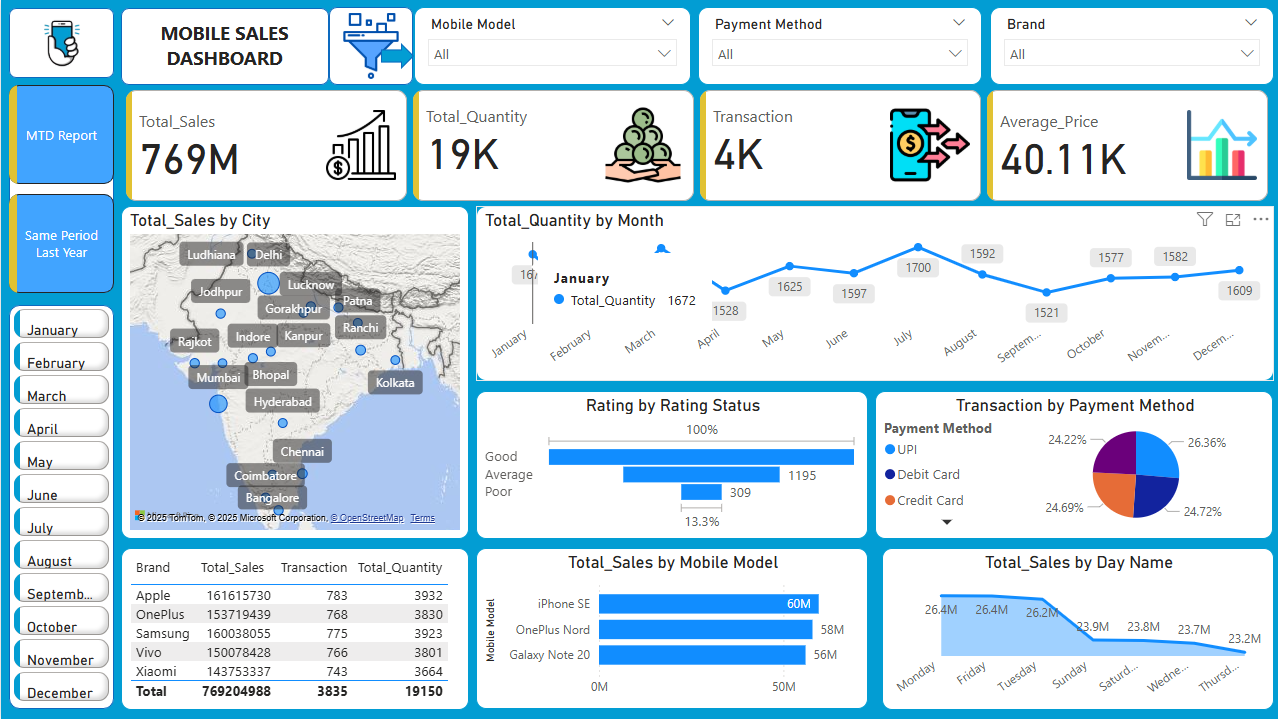 MOBILE SALES
DASHBOARD
Mobile Model
All
Payment Method
All
Brand
All
MTD Report
Same Period
Last Year
Total_Sales
769M
Total_Quantity
19K
Transaction
4K
Average_Price
40.11K
January
February
March
April
May
June
July
August
Septemb...
October
November
December
Total_Sales by City
Ludhiana
Delhi
Jodhpur
Lucknow
Gorakhpur
Patna
Rajkot
Indore
Kanpur
Ranchi
Mumbai
Bhopal
Kolkata
Hyderabad
Chennai
Coimbatore
Bangalore
© 2025 TomTom, © 2025 Microsoft Corporation, © OpenStreetMap Terms
Total_Quantity by Month
January
Total_Quantity 1672
1528
1625
1597
1700
1592
1521
1577
1582
1609
January
February
March
April
May
June
July
August
Septem...
October
Novem...
Decem...
Rating by Rating Status
100%
Good
Average 1195
Poor 309
13.3%
Transaction by Payment Method
Payment Method
UPI
Debit Card
Credit Card
24.22%
26.36%
24.69%
24.72%
Brand Total_Sales Transaction Total_Quantity
Apple 161615730 783 3932
OnePlus 153719439 768 3830
Samsung 160038055 775 3923
Vivo 150078428 766 3801
Xiaomi 143753337 743 3664
Total 769204988 3835 19150
Total_Sales by Mobile Model
Mobile Model
iPhone SE 60M
OnePlus Nord 58M
Galaxy Note 20 56M
0M 50M
Total_Sales by Day Name
26.4M
26.4M
26.2M
23.9M
23.8M
23.7M
23.2M
Monday
Friday
Tuesday
Sunday
Saturd...
Wedne...
Thursd...